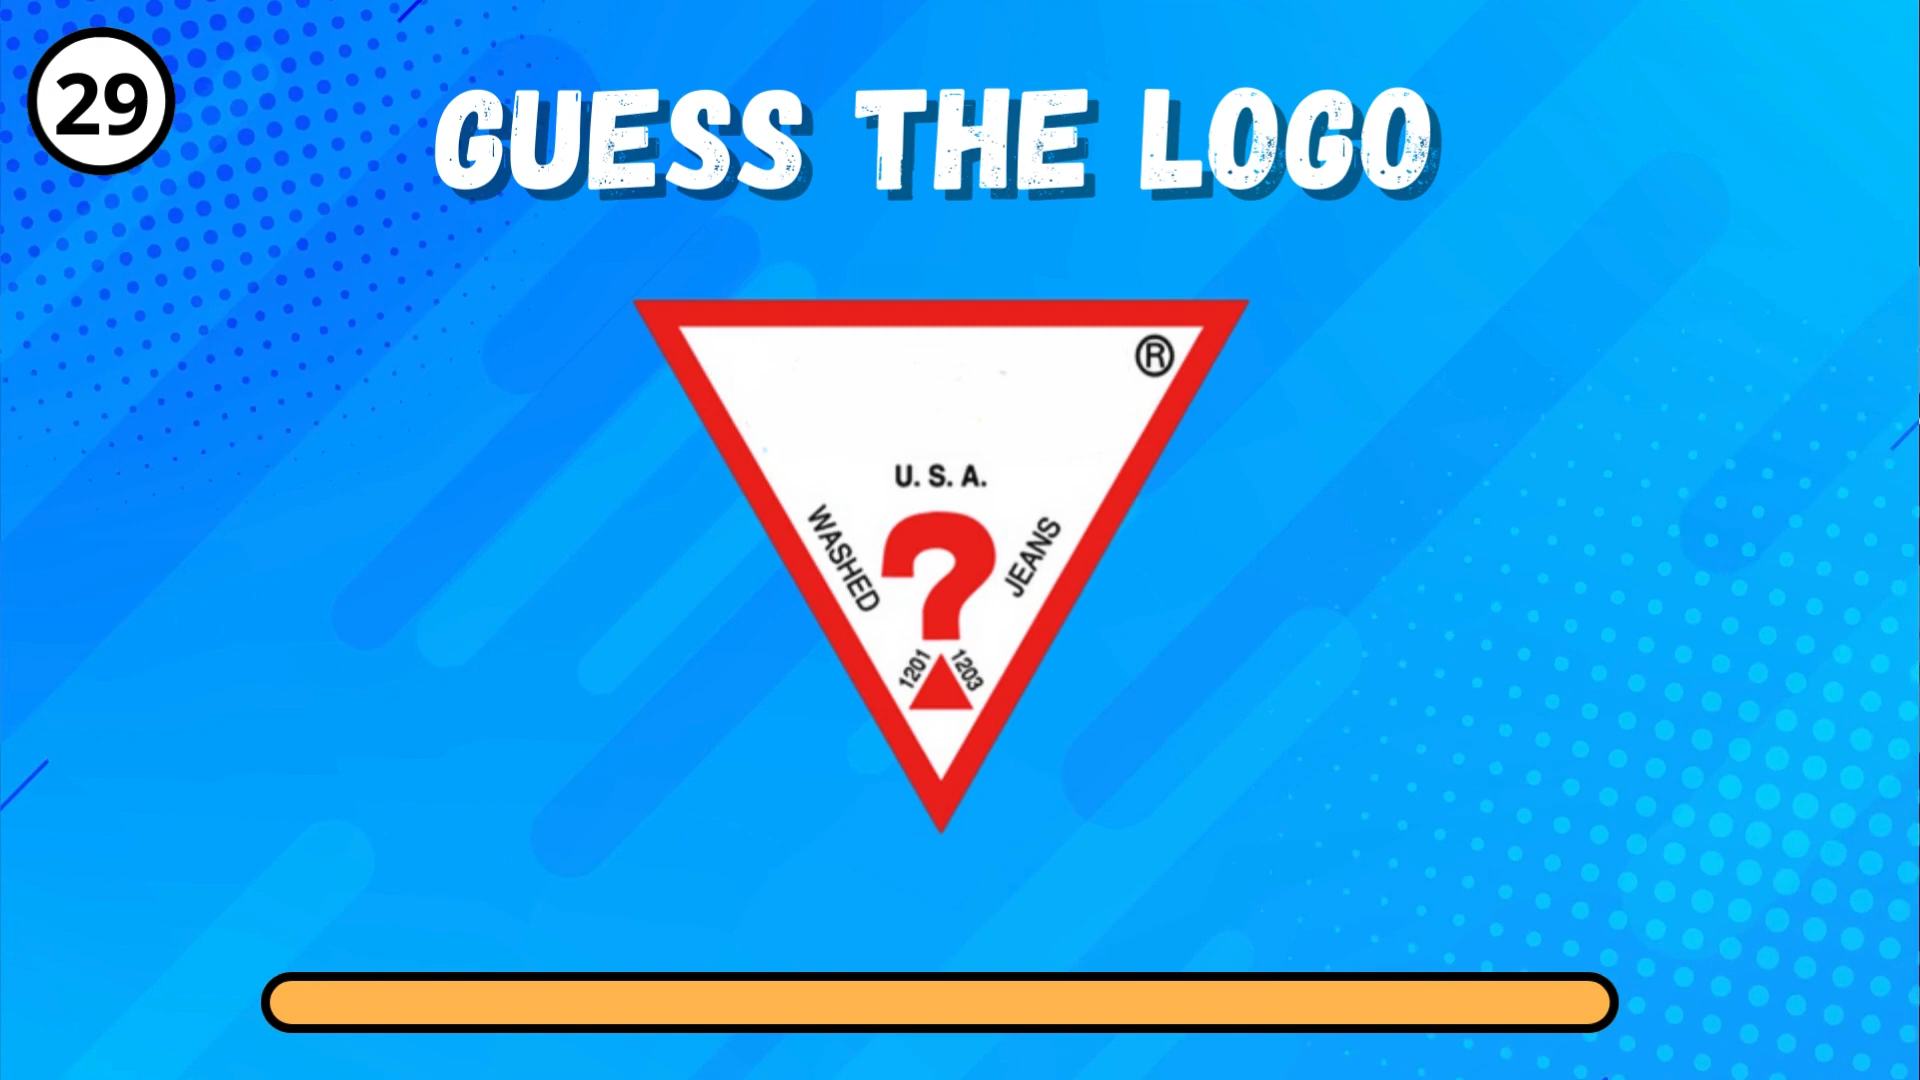 29
GUESS THE LOGO
®
U. S. A.
WASHED
JEANS
?
1201
1203